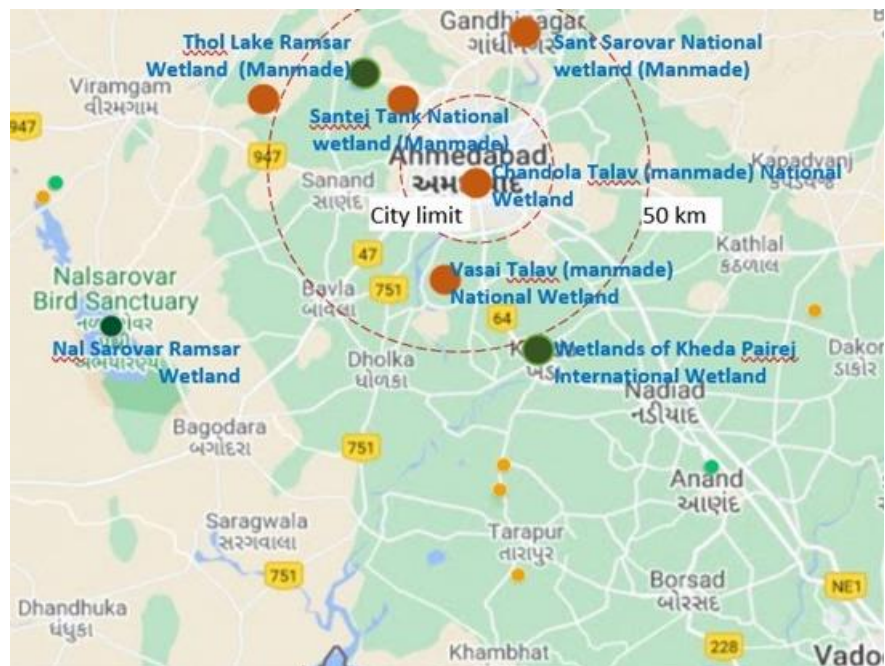 Gandhinagar
ગાંધીનગર
Thol Lake Ramsar
Wetland (Manmade)
Sant Sarovar National
wetland (Manmade)
Viramgam
વીરમગામ
947
Santej Tank National
wetland (Manmade)
947
Ahmedabad
Sanand
સાણંદ
Chandola Talav (manmade) National
Wetland
Kapadvanj
City limit
50 km
Kathlal
કઠલાલ
47
751
Bavla
બાવળા
Vasai Talav (manmade)
National Wetland
64
Nalsarovar
Bird Sanctuary
Nal Sarovar Ramsar
Wetland
Dholka
ધોળકા
Wetlands of Kheda Pairej
International Wetland
Dakor
ડાકોર
Nadiad
નડીયાદ
Bagodara
બગોદરા
751
Anand
આણંદ
Saragwala
સરગવાલા
Tarapur
તારાપુર
751
Borsad
બોરસદ
NE1
Dhandhuka
ધંધુકા
Khambhat
228
Vado